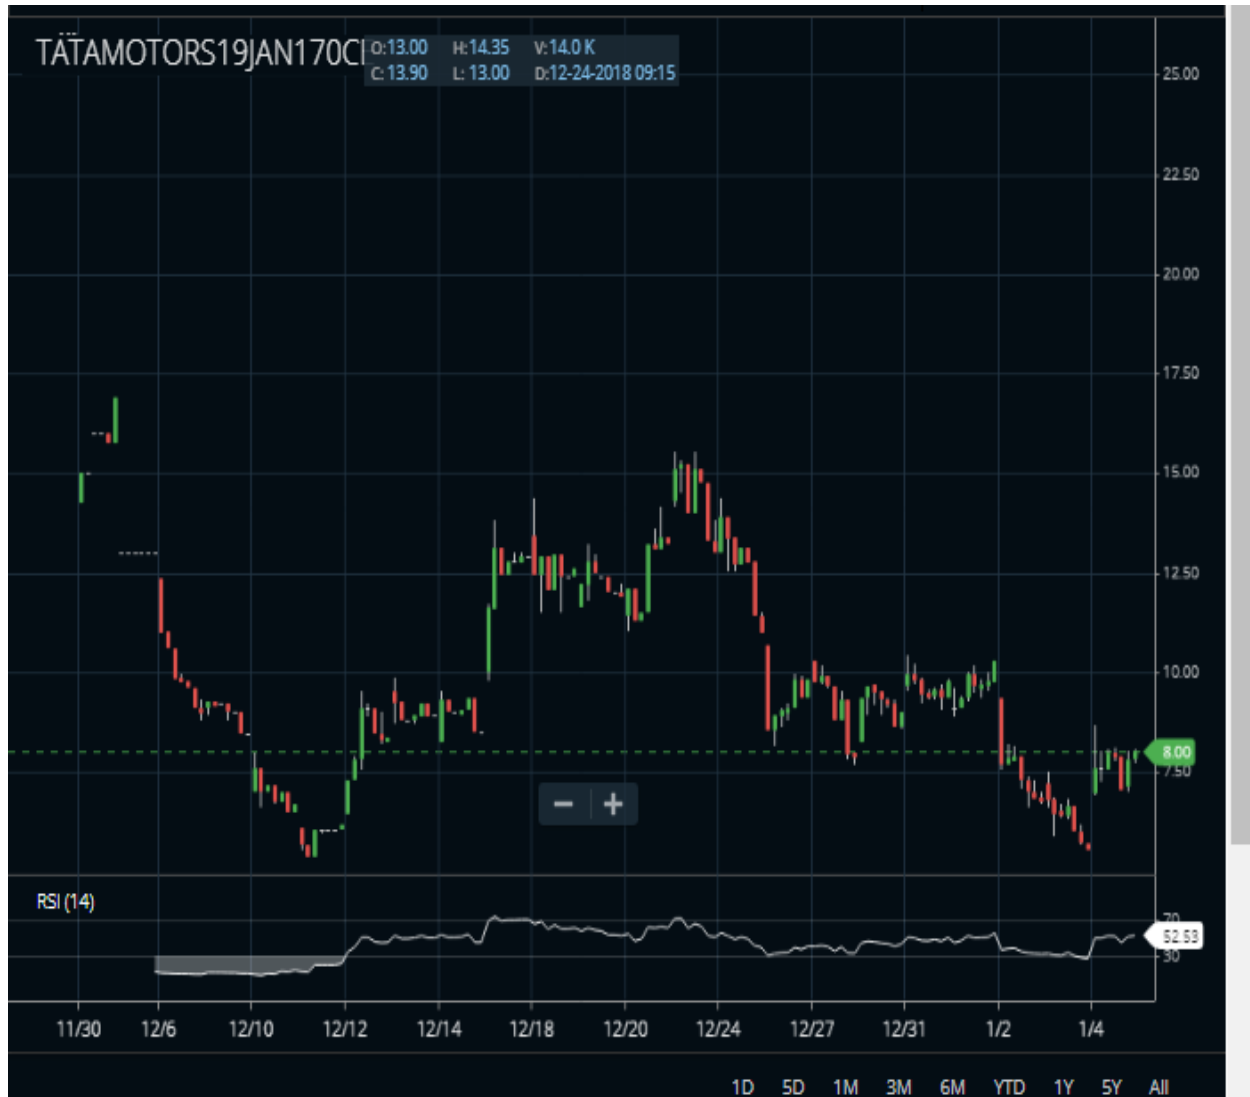 TATAMOTORS19JAN170C
O:13.00 H:14.35 V:14.0 K
C:13.90 L:13.00 D:12-24-2018 09:15
25.00
22.50
20.00
17.50
15.00
12.50
10.00
8.00
7.50
RSI (14)
70
52.53
30
11/30 12/6 12/10 12/12 12/14 12/18 12/20 12/24 12/27 12/31 1/2 1/4
1D 5D 1M 3M 6M YTD 1Y 5Y All